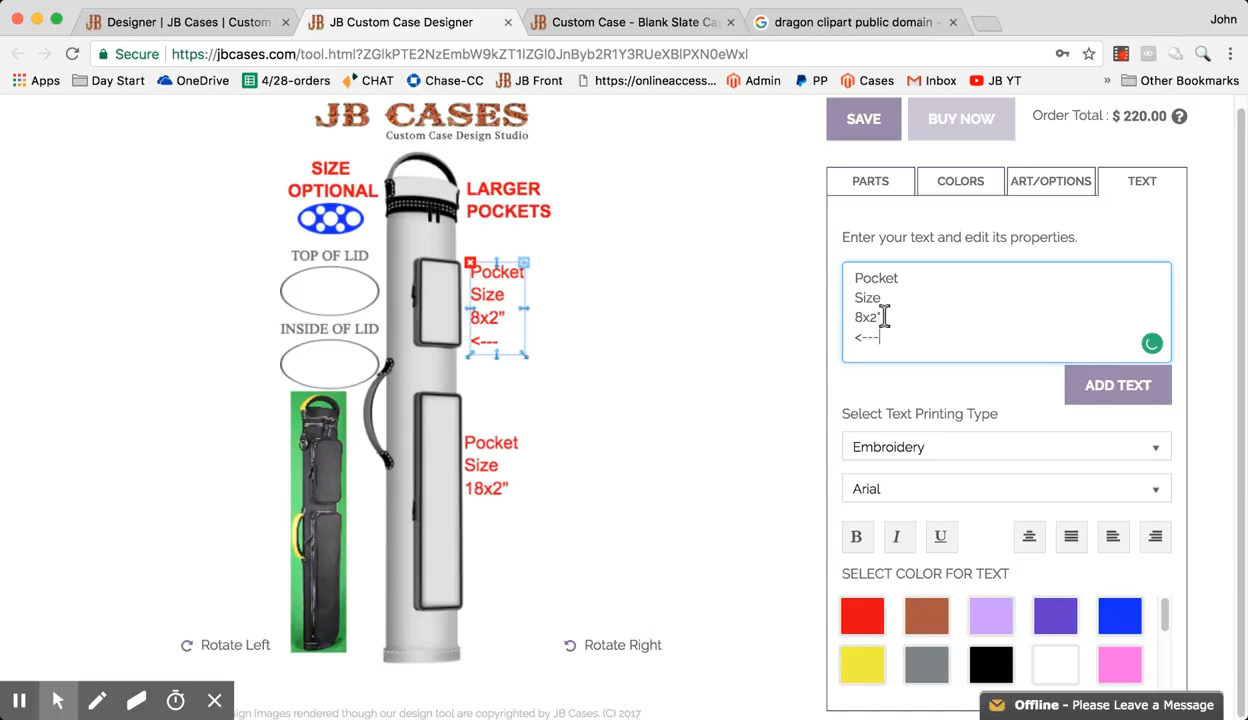 Designer | JB Cases | Custom
JB Custom Case Designer
Custom Case - Blank Slate Cas
dragon clipart public domain -
John
Secure
https://jbcases.com/tool.html?ZGlkPTE2NzEmbW9kZT1lZGl0JnByb2R1Y3RUeXBlPXN0eWxl
Apps
Day Start
OneDrive
4/28-orders
CHAT
Chase-CC
JB Front
https://onlineaccess...
Admin
PP
Cases
Inbox
JB YT
»
Other Bookmarks
JB CASES
Custom Case Design Studio
SIZE
OPTIONAL
LARGER
POCKETS
TOP OF LID
INSIDE OF LID
Pocket
Size
8x2"
<---
Pocket
Size
18x2"
Rotate Left
Rotate Right
sign Images rendered though our design tool are copyrighted by JB Cases. (C) 2017
SAVE
BUY NOW
Order Total : $ 220.00 ?
PARTS
COLORS
ART/OPTIONS
TEXT
Enter your text and edit its properties.
Pocket
Size
8x2"
<---
ADD TEXT
Select Text Printing Type
Embroidery
Arial
B
I
U
SELECT COLOR FOR TEXT
Offline - Please Leave a Message